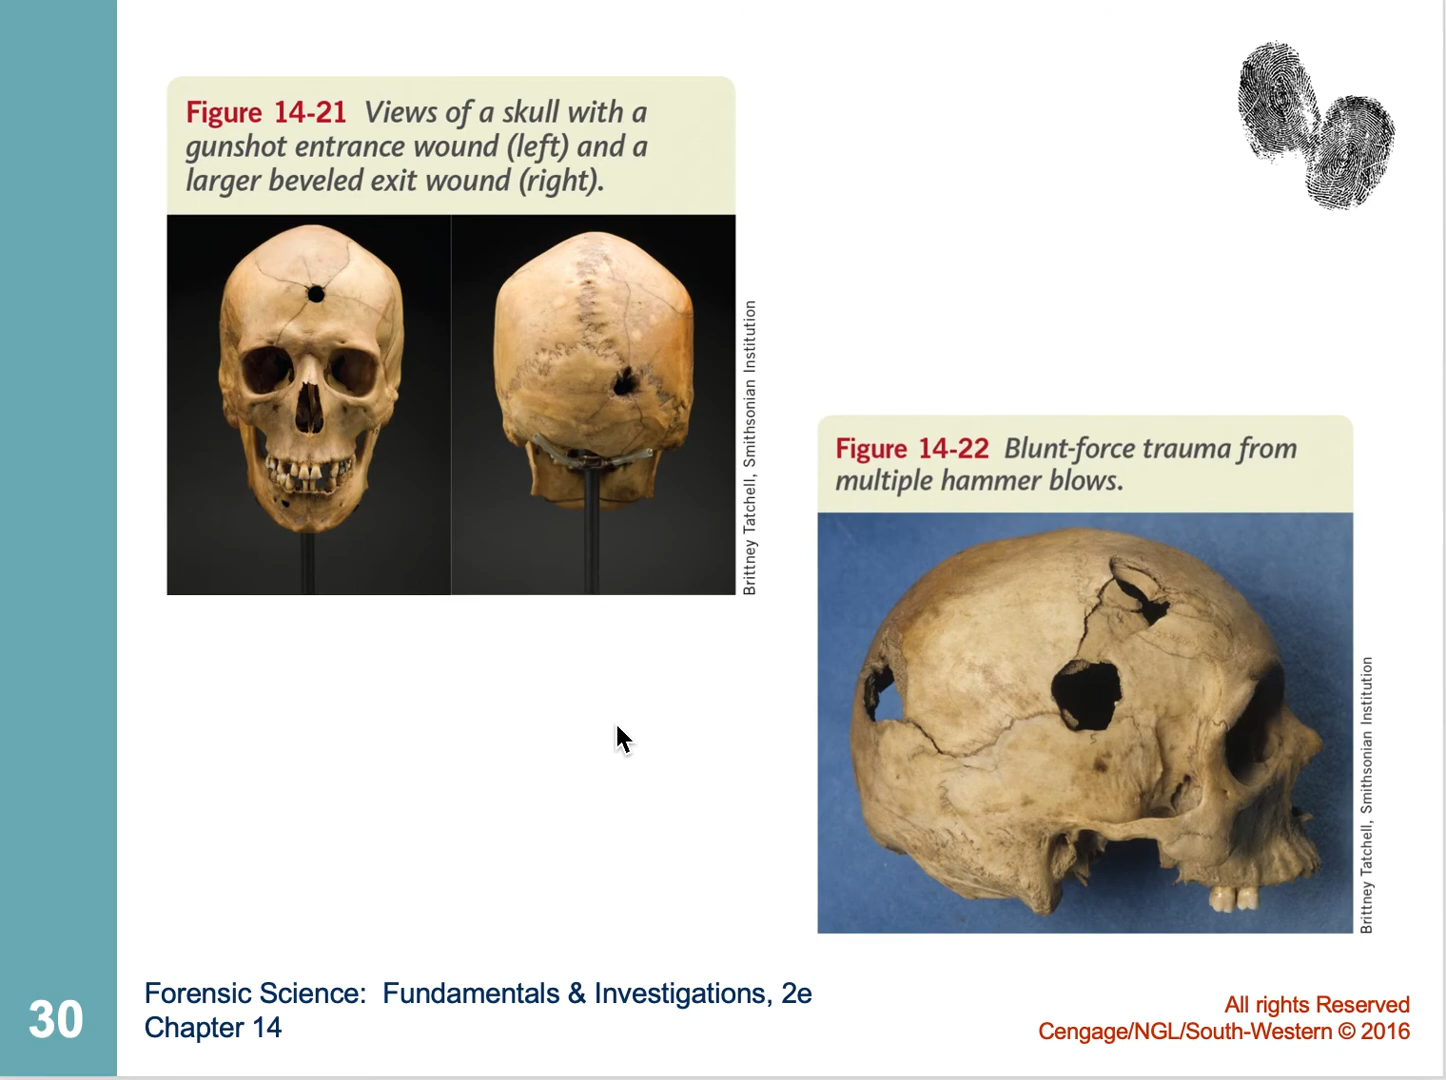 Figure 14-21 Views of a skull with a
gunshot entrance wound (left) and a
larger beveled exit wound (right).
Brittney Tatchell, Smithsonian Institution
Figure 14-22 Blunt-force trauma from
multiple hammer blows.
Brittney Tatchell, Smithsonian Institution
30
Forensic Science: Fundamentals & Investigations, 2e
Chapter 14
All rights Reserved
Cengage/NGL/South-Western © 2016